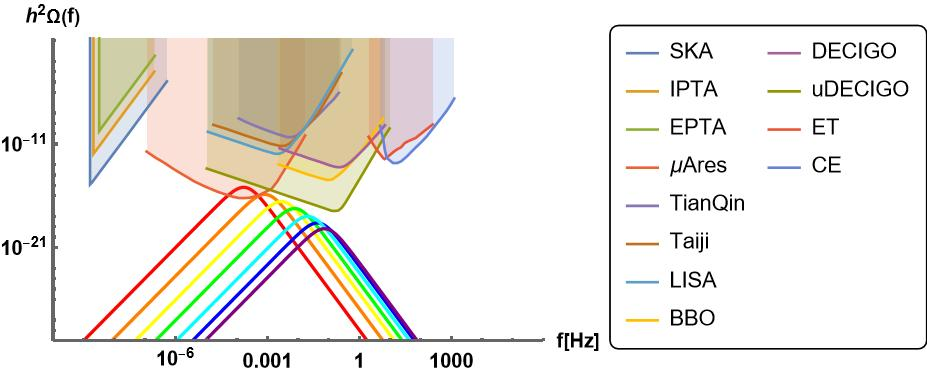 h²Ω(f)
10⁻¹¹
10⁻²¹
10⁻⁶
0.001
1
1000
f[Hz]
SKA
IPTA
EPTA
μAres
TianQin
Taiji
LISA
BBO
DECIGO
uDECIGO
ET
CE